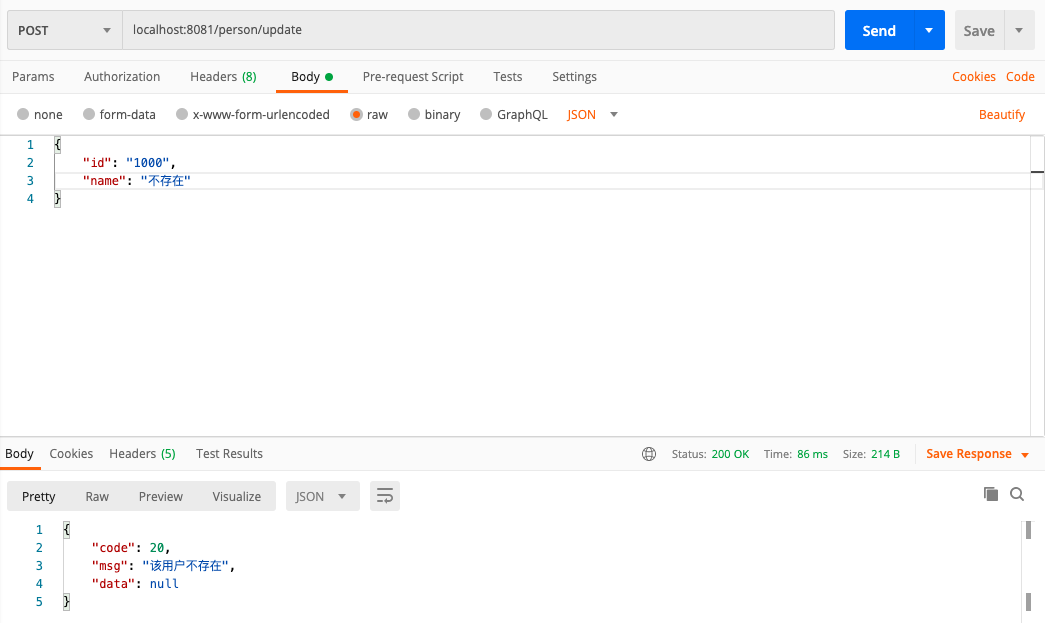 POST localhost:8081/person/update Send Save
Params Authorization Headers (8) Body Pre-request Script Tests Settings Cookies Code
none form-data x-www-form-urlencoded raw binary GraphQL JSON Beautify
1 {
2 "id": "1000",
3 "name": "不存在"
4 }
Body Cookies Headers (5) Test Results Status: 200 OK Time: 86 ms Size: 214 B Save Response
Pretty Raw Preview Visualize JSON
1 {
2 "code": 20,
3 "msg": "该用户不存在",
4 "data": null
5 }